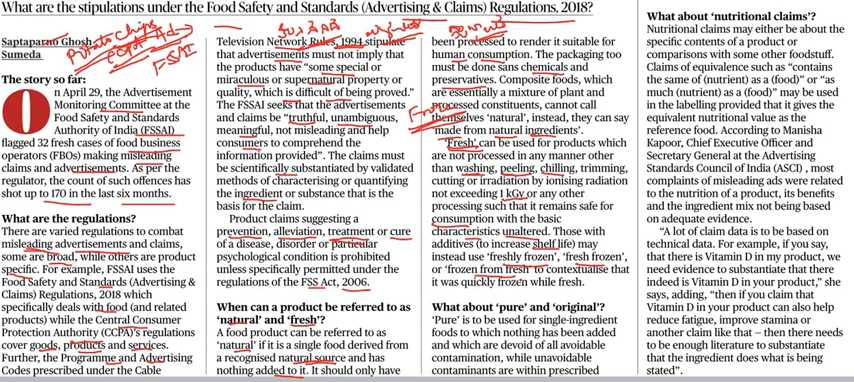 What are the stipulations under the Food Safety and Standards (Advertising & Claims) Regulations, 2018?
Saptaparno Ghosh
Sumeda
Potato Chips
FSSAI
The story so far:
On April 29, the Advertisement
Monitoring Committee at the
Food Safety and Standards
Authority of India (FSSAI)
flagged 32 fresh cases of food business
operators (FBOs) making misleading
claims and advertisements. As per the
regulator, the count of such offences has
shot up to 170 in the last six months.
What are the regulations?
There are varied regulations to combat
misleading advertisements and claims,
some are broad, while others are product
specific. For example, FSSAI uses the
Food Safety and Standards (Advertising &
Claims) Regulations, 2018 which
specifically deals with food (and related
products) while the Central Consumer
Protection Authority (CCPA)'s regulations
cover goods, products and services.
Further, the Programme and Advertising
Codes prescribed under the Cable
Television Network Rules, 1994 stipulate
that advertisements must not imply that
the products have “some special or
miraculous or supernatural property or
quality, which is difficult of being proved.”
The FSSAI seeks that the advertisements
and claims be “truthful, unambiguous,
meaningful, not misleading and help
consumers to comprehend the
information provided”. The claims must
be scientifically substantiated by validated
methods of characterising or quantifying
the ingredient or substance that is the
basis for the claim.
Product claims suggesting a
prevention, alleviation, treatment or cure
of a disease, disorder or particular
psychological condition is prohibited
unless specifically permitted under the
regulations of the FSS Act, 2006.
When can a product be referred to as
‘natural’ and ‘fresh’?
A food product can be referred to as
‘natural’ if it is a single food derived from
a recognised natural source and has
nothing added to it. It should only have
been processed to render it suitable for
human consumption. The packaging too
must be done sans chemicals and
preservatives. Composite foods, which
are essentially a mixture of plant and
processed constituents, cannot call
themselves ‘natural’, instead, they can say
‘made from natural ingredients’.
‘Fresh’ can be used for products which
are not processed in any manner other
than washing, peeling, chilling, trimming,
cutting or irradiation by ionising radiation
not exceeding 1 kGy or any other
processing such that it remains safe for
consumption with the basic
characteristics unaltered. Those with
additives (to increase shelf life) may
instead use ‘freshly frozen’, ‘fresh frozen’,
or ‘frozen from fresh’ to contextualise that
it was quickly frozen while fresh.
What about ‘pure’ and ‘original’?
‘Pure’ is to be used for single-ingredient
foods to which nothing has been added
and which are devoid of all avoidable
contamination, while unavoidable
contaminants are within prescribed
What about ‘nutritional claims’?
Nutritional claims may either be about the
specific contents of a product or
comparisons with some other foodstuff.
Claims of equivalence such as “contains
the same of (nutrient) as a (food)” or “as
much (nutrient) as a (food)” may be used
in the labelling provided that it gives the
equivalent nutritional value as the
reference food. According to Manisha
Kapoor, Chief Executive Officer and
Secretary General at the Advertising
Standards Council of India (ASCI) , most
complaints of misleading ads were related
to the nutrition of a product, its benefits
and the ingredient mix not being based
on adequate evidence.
“A lot of claim data is to be based on
technical data. For example, if you say,
that there is Vitamin D in my product, we
need evidence to substantiate that there
indeed is Vitamin D in your product,” she
says, adding, “then if you claim that
Vitamin D in your product can also help
reduce fatigue, improve stamina or
another claim like that – then there needs
to be enough literature to substantiate
that the ingredient does what is being
stated”.